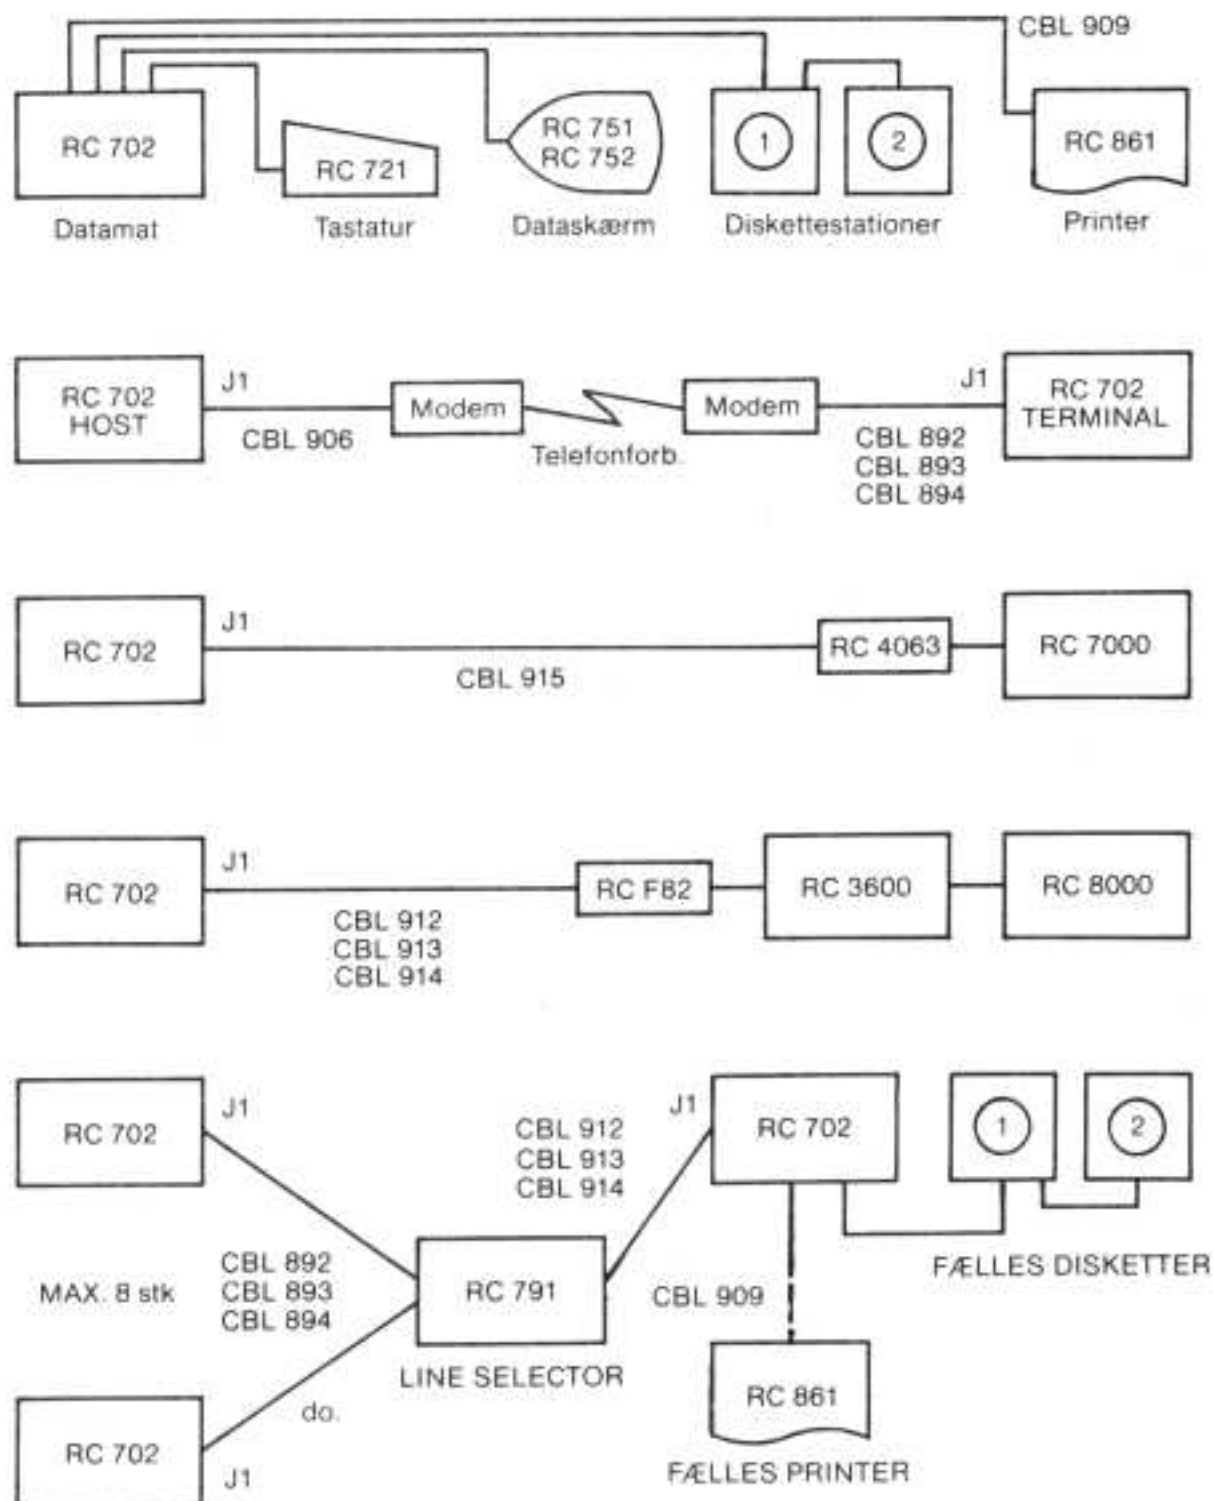 CBL 909
RC 702
RC 721
RC 751
RC 752
1
2
RC 861
Datamat
Tastatur
Dataskærm
Diskettestationer
Printer
RC 702
HOST
J1
CBL 906
Modem
Telefonforb.
Modem
J1
CBL 892
CBL 893
CBL 894
RC 702
TERMINAL
RC 702
J1
CBL 915
RC 4063
RC 7000
RC 702
J1
CBL 912
CBL 913
CBL 914
RC F82
RC 3600
RC 8000
RC 702
J1
CBL 912
CBL 913
CBL 914
J1
RC 702
1
2
FÆLLES DISKETTER
MAX. 8 stk
CBL 892
CBL 893
CBL 894
RC 791
LINE SELECTOR
CBL 909
RC 861
FÆLLES PRINTER
do.
RC 702
J1